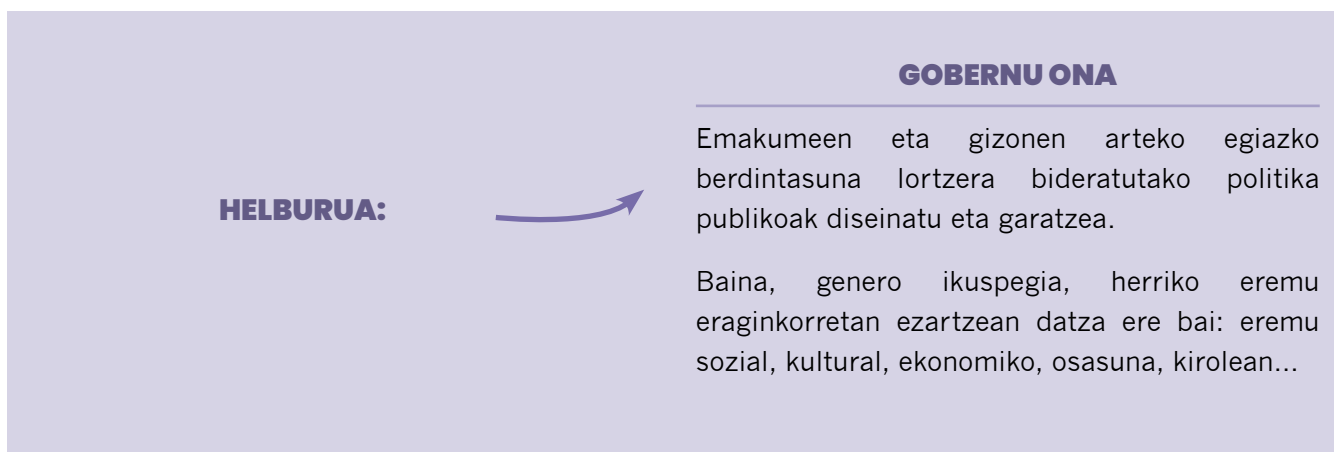 HELBURUA:
GOBERNU ONA
Emakumeen eta gizonen arteko egiazko
berdintasuna lortzera bideratutako politika
publikoak diseinatu eta garatzea.
Baina, genero ikuspegia, herriko eremu
eraginkorretan ezartzean datza ere bai: eremu
sozial, kultural, ekonomiko, osasuna, kirolean...